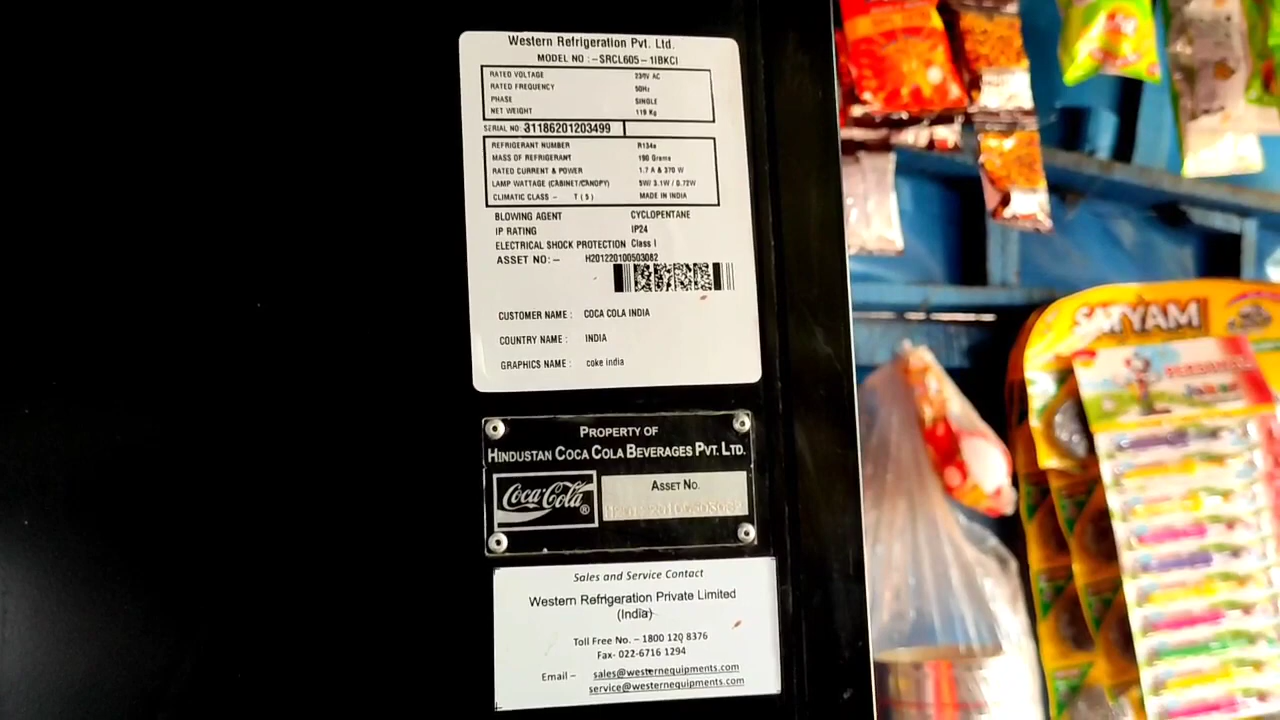 Western Refrigeration Pvt. Ltd.
MODEL NO :-SRCL605-1IBKCI
RATED VOLTAGE 230V AC
RATED FREQUENCY 50Hz
PHASE SINGLE
NET WEIGHT 119 Kg
SERIAL NO: 31186201203499
REFRIGERANT NUMBER R134a
MASS OF REFRIGERANT 190 Grams
RATED CURRENT & POWER 1.7 A & 370 W
LAMP WATTAGE (CABINET/CANOPY) 5W/ 3.1W / 0.72W
CLIMATIC CLASS - T ( 5 ) MADE IN INDIA
BLOWING AGENT CYCLOPENTANE
IP RATING IP24
ELECTRICAL SHOCK PROTECTION Class I
ASSET NO:- H201220100503082
CUSTOMER NAME : COCA COLA INDIA
COUNTRY NAME : INDIA
GRAPHICS NAME : coke india
PROPERTY OF
HINDUSTAN COCA COLA BEVERAGES PVT. LTD.
Coca-Cola ®
ASSET NO.
Sales and Service Contact
Western Refrigeration Private Limited
(India)
Toll Free No. – 1800 120 8376
Fax- 022-6716 1294
Email – sales@westernequipments.com
service@westernequipments.com
SATYAM